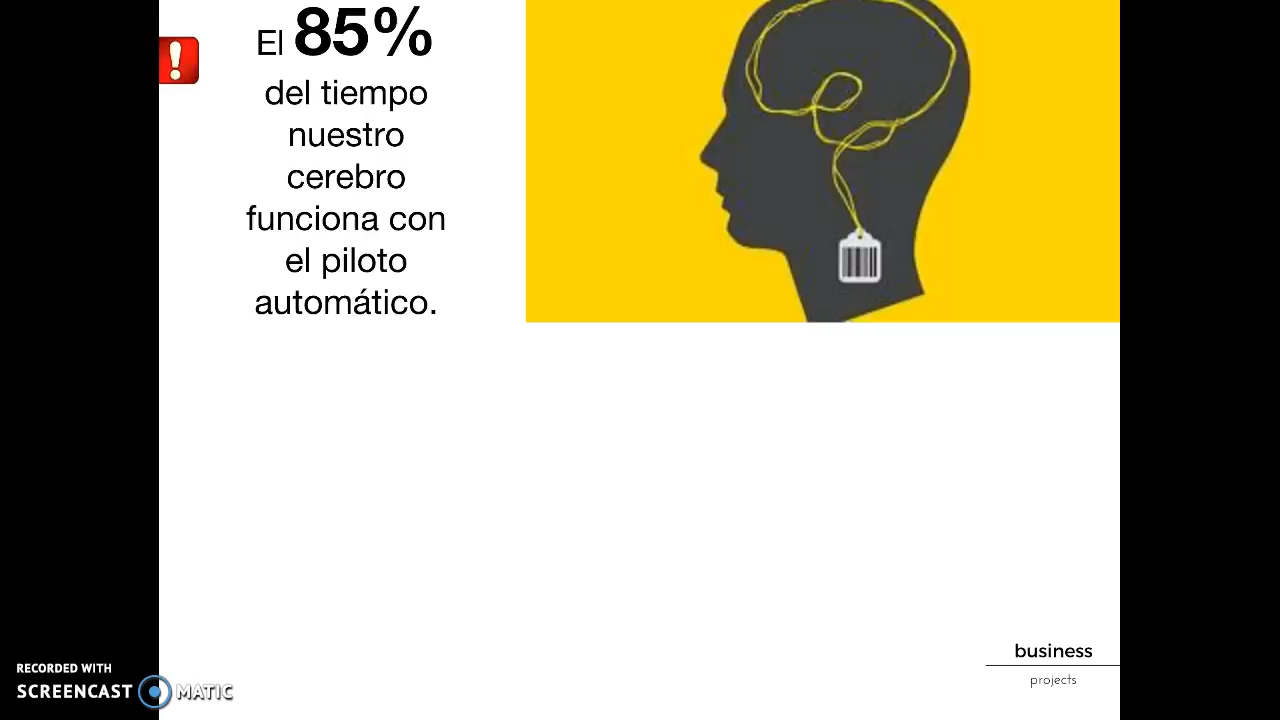 El 85%
del tiempo
nuestro
cerebro
funciona con
el piloto
automático.
business
projects
RECORDED WITH
SCREENCAST MATIC